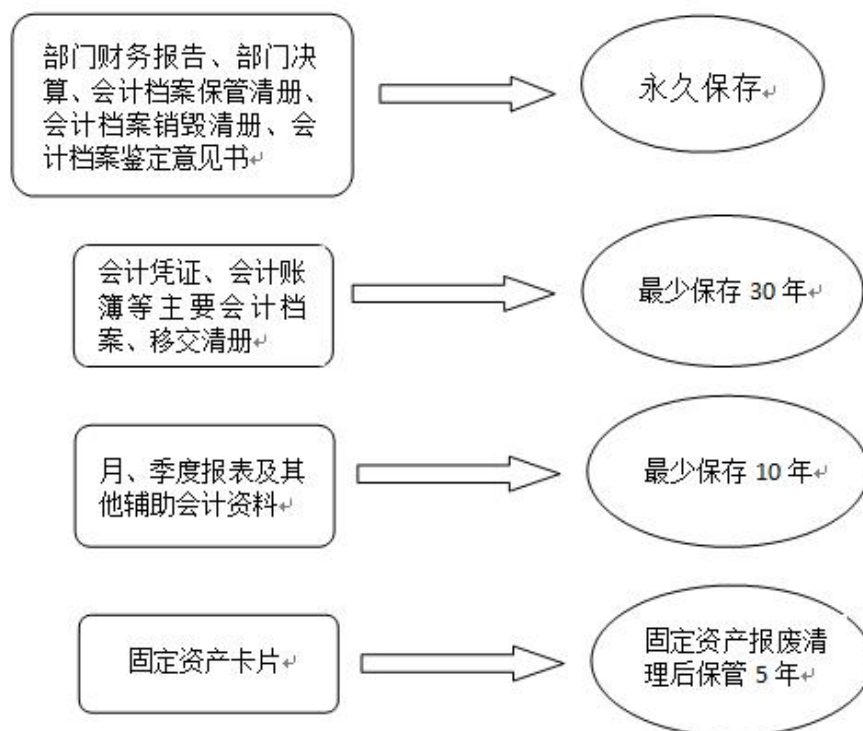 部门财务报告、部门决
算、会计档案保管清册、
会计档案销毁清册、会
计档案鉴定意见书
永久保存
会计凭证、会计账
簿等主要会计档
案、移交清册
最少保存 30 年
月、季度报表及其
他辅助会计资料
最少保存 10 年
固定资产卡片
固定资产报废清
理后保管 5 年